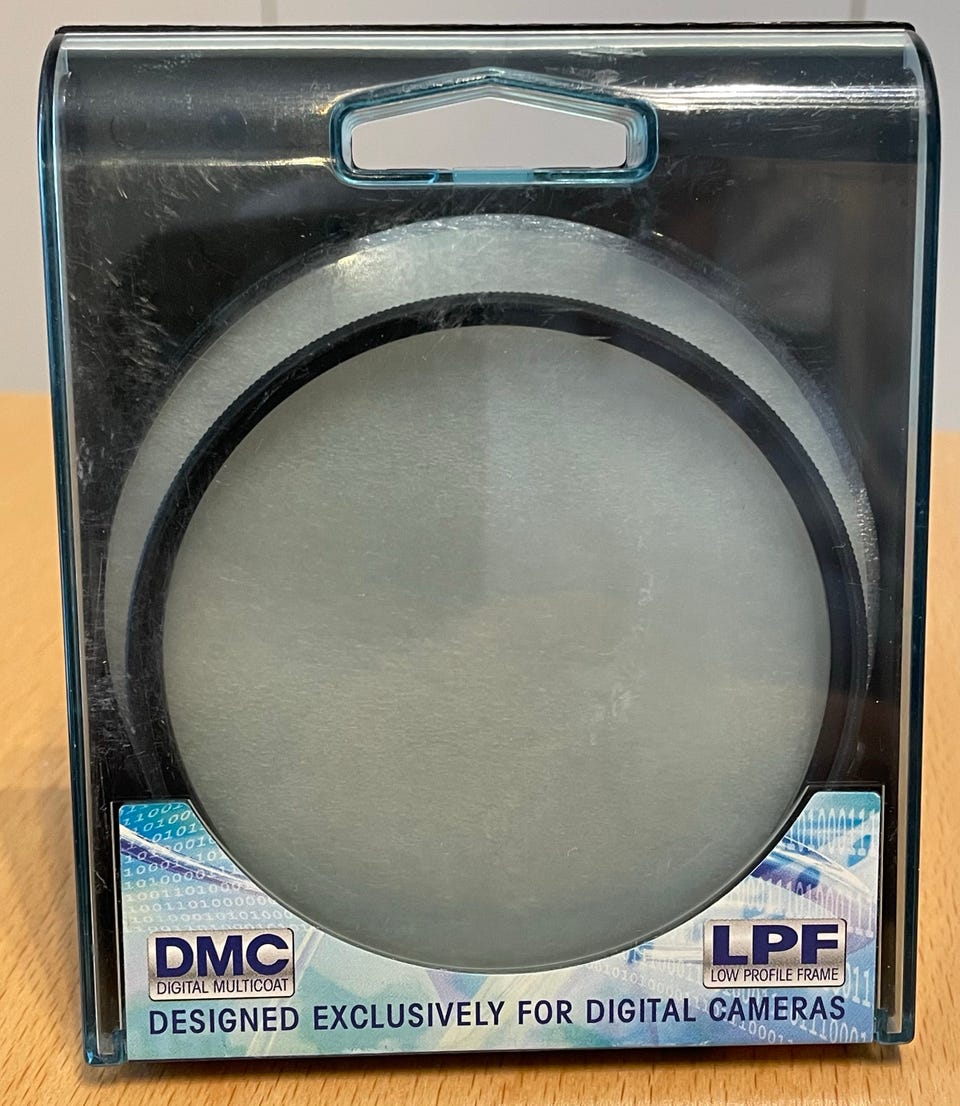 DMC
DIGITAL MULTICOAT
LPF
LOW PROFILE FRAME
DESIGNED EXCLUSIVELY FOR DIGITAL CAMERAS